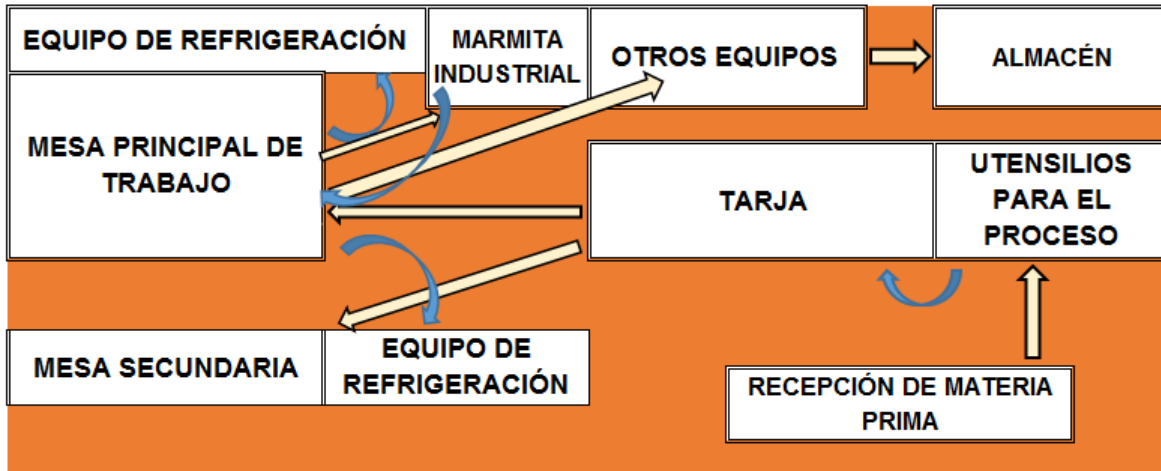 EQUIPO DE REFRIGERACIÓN
MARMITA
INDUSTRIAL
OTROS EQUIPOS
ALMACÉN
MESA PRINCIPAL DE
TRABAJO
TARJA
UTENSILIOS
PARA EL
PROCESO
MESA SECUNDARIA
EQUIPO DE
REFRIGERACIÓN
RECEPCIÓN DE MATERIA
PRIMA